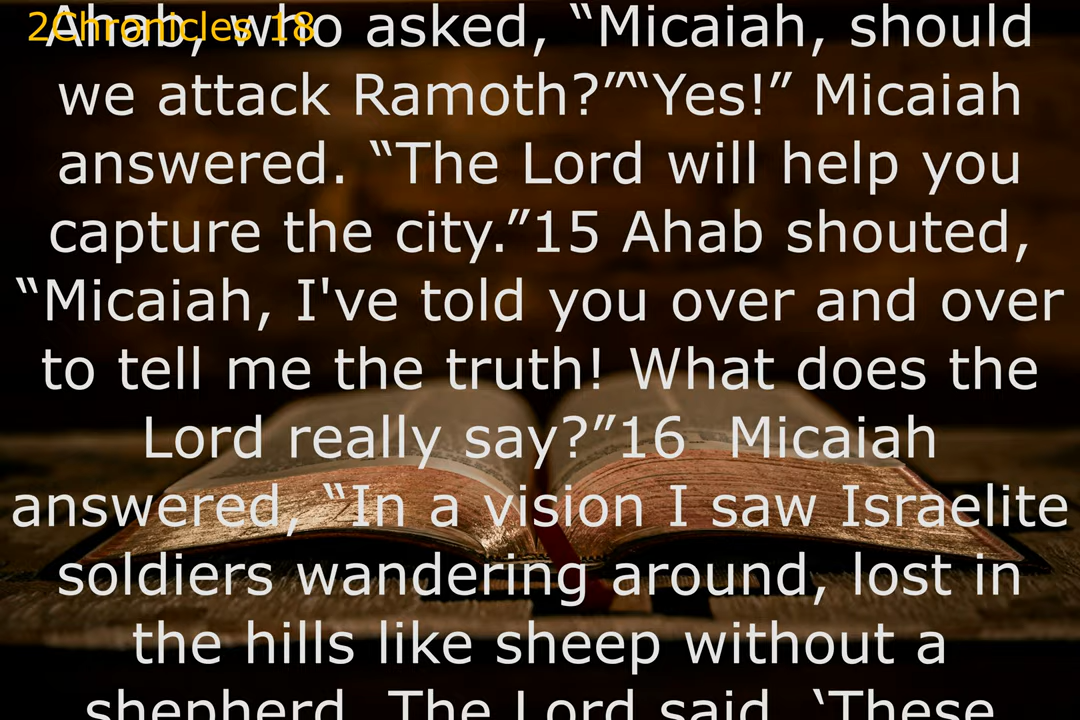 2Chronicles 18
Ahab, who asked, “Micaiah, should
we attack Ramoth?”“Yes!” Micaiah
answered. “The Lord will help you
capture the city.”15 Ahab shouted,
“Micaiah, I've told you over and over
to tell me the truth! What does the
Lord really say?”16  Micaiah
answered, “In a vision I saw Israelite
soldiers wandering around, lost in
the hills like sheep without a
shepherd. The Lord said, ‘These